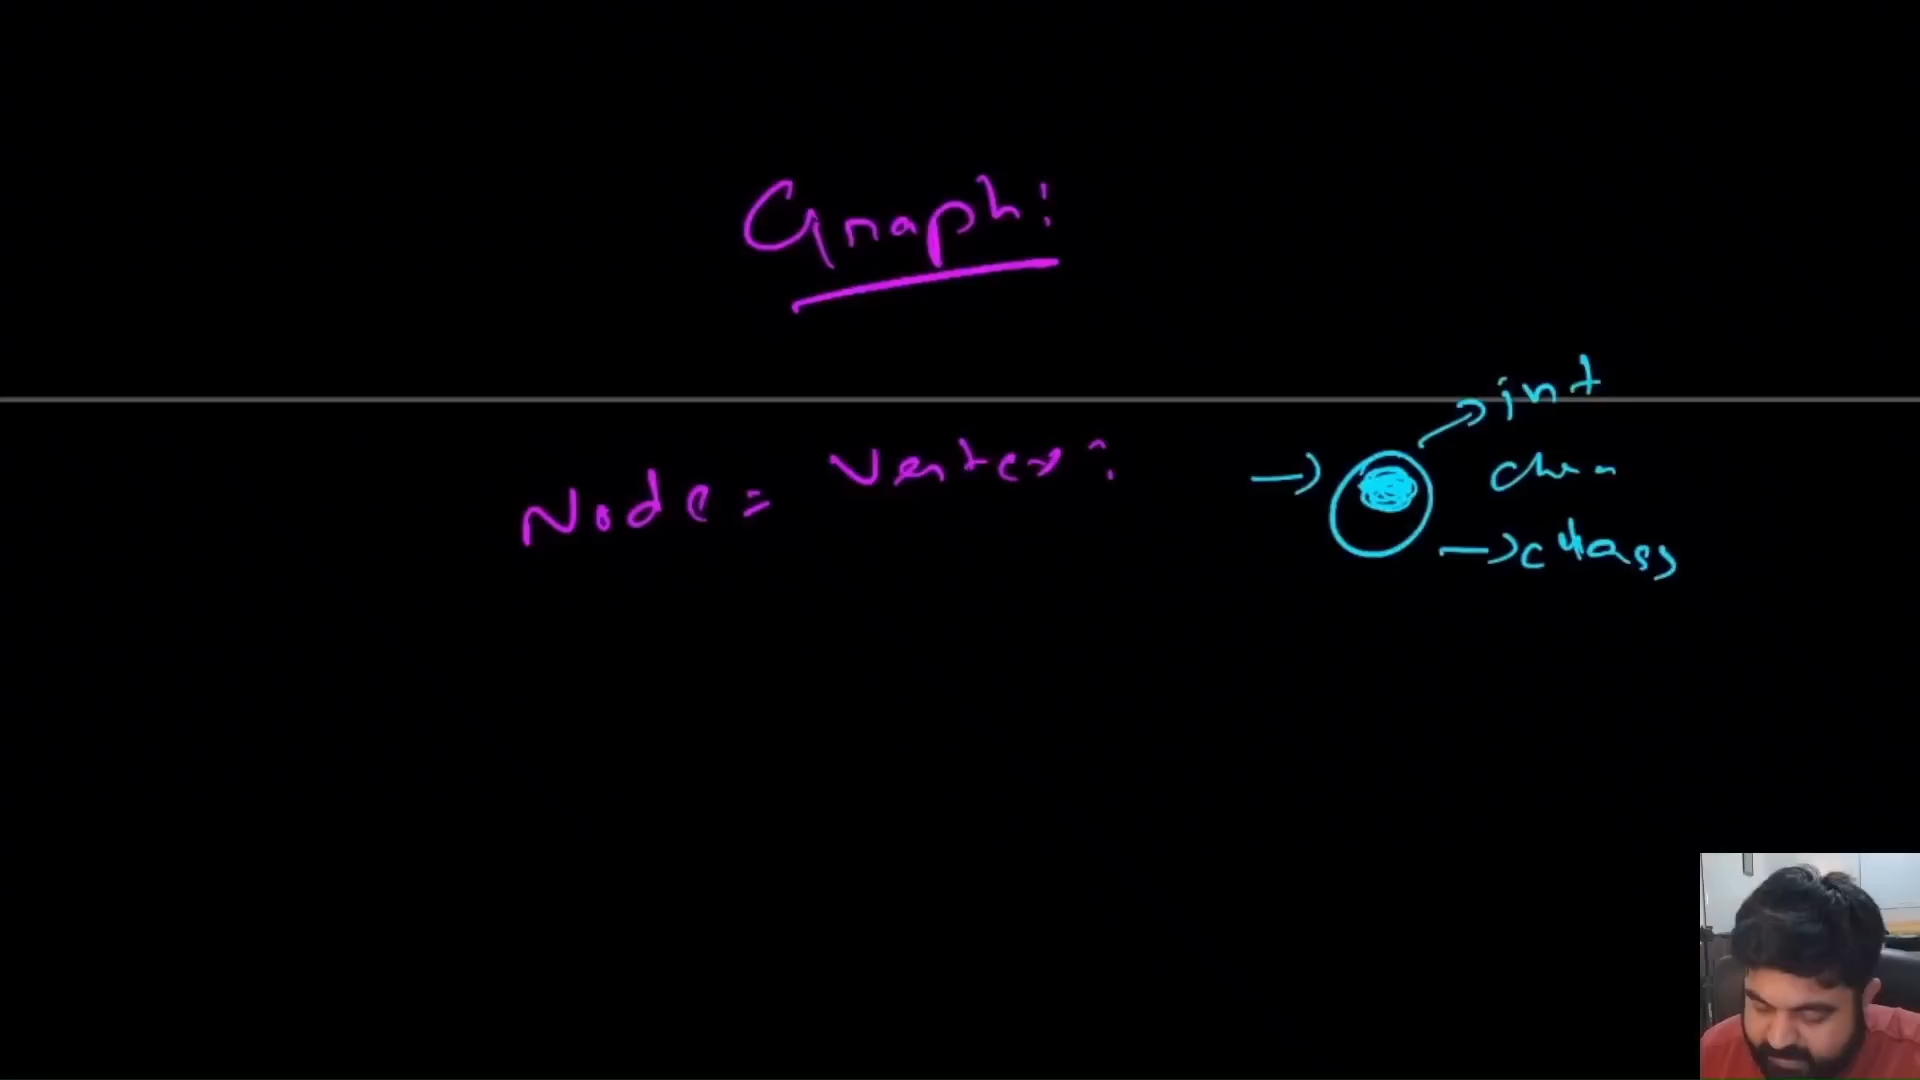 Graph:
Node = Vertex:
int
char
class